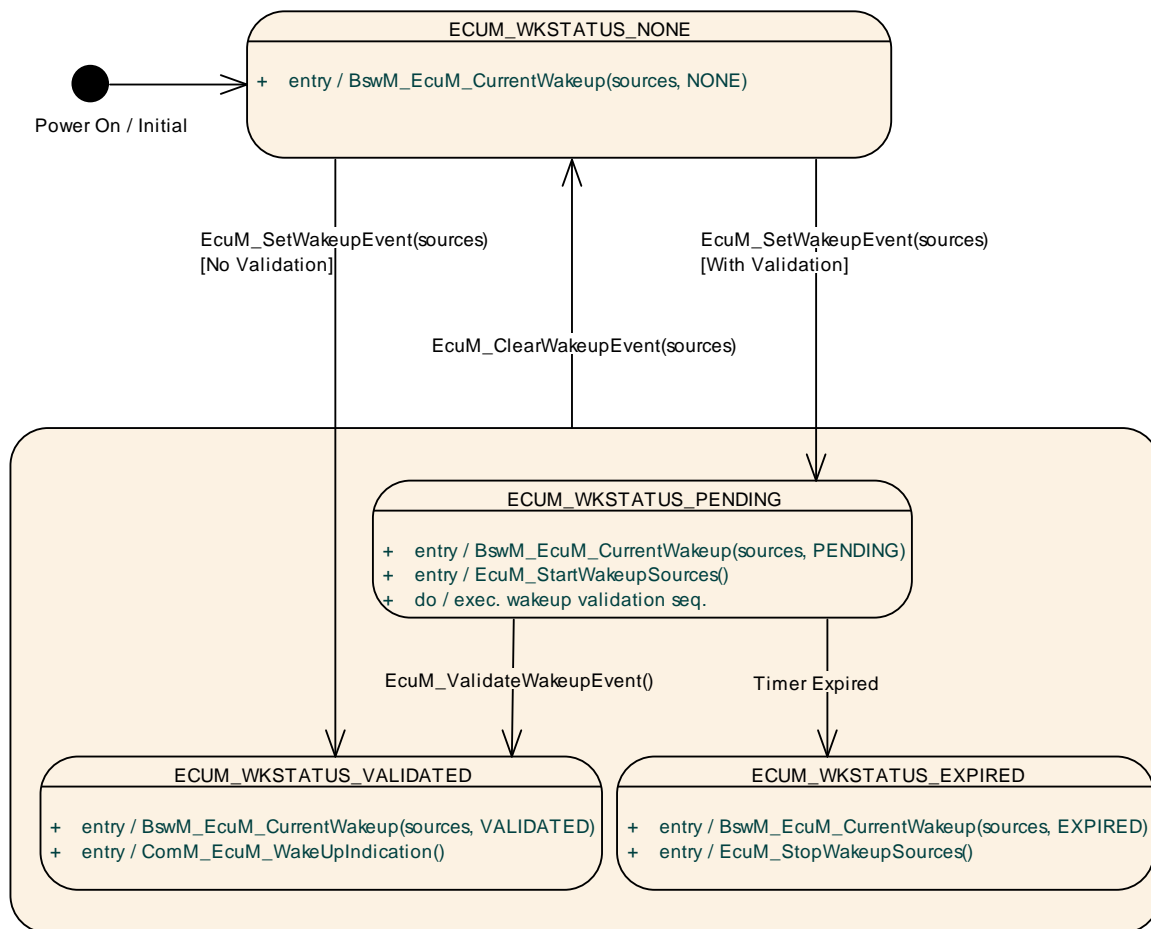 ECUM_WKSTATUS_NONE
+ entry / BswM_EcuM_CurrentWakeup(sources, NONE)
Power On / Initial
EcuM_SetWakeupEvent(sources)
[No Validation]
EcuM_SetWakeupEvent(sources)
[With Validation]
EcuM_ClearWakeupEvent(sources)
ECUM_WKSTATUS_PENDING
+ entry / BswM_EcuM_CurrentWakeup(sources, PENDING)
+ entry / EcuM_StartWakeupSources()
+ do / exec. wakeup validation seq.
EcuM_ValidateWakeupEvent()
Timer Expired
ECUM_WKSTATUS_VALIDATED
+ entry / BswM_EcuM_CurrentWakeup(sources, VALIDATED)
+ entry / ComM_EcuM_WakeUpIndication()
ECUM_WKSTATUS_EXPIRED
+ entry / BswM_EcuM_CurrentWakeup(sources, EXPIRED)
+ entry / EcuM_StopWakeupSources()